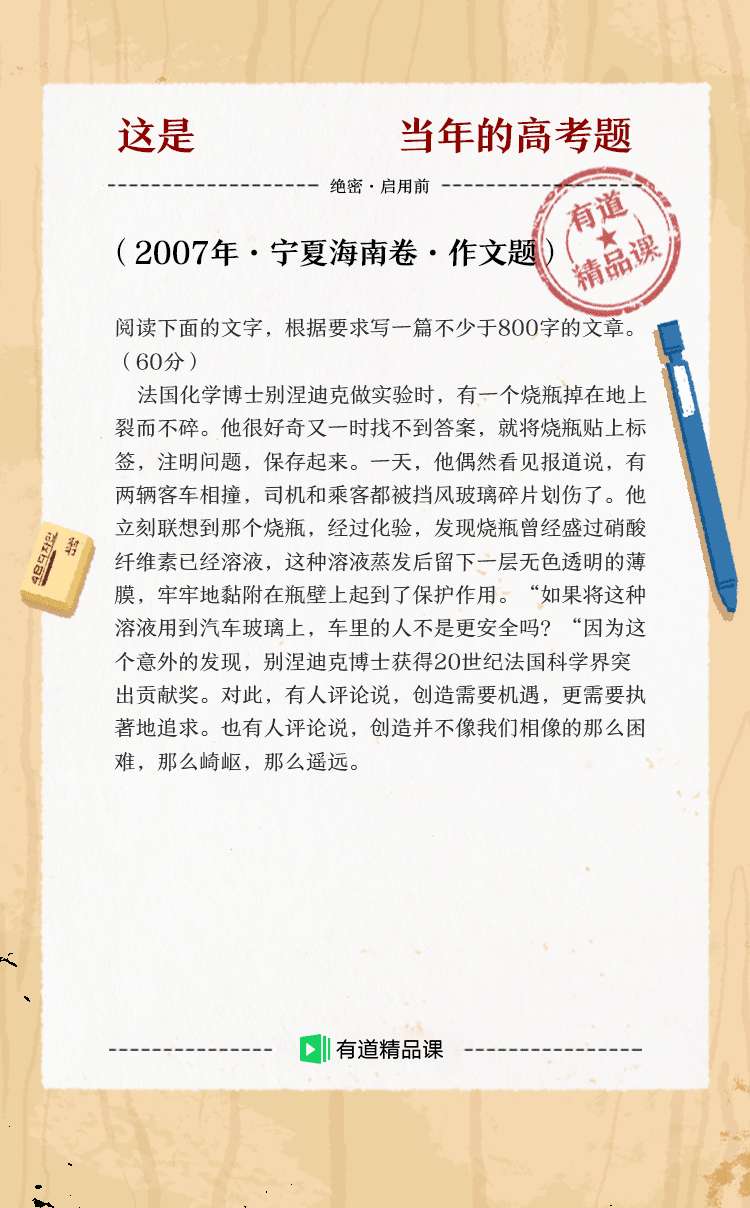 这是 当年的高考题
绝密·启用前
有道
精品课
（2007年·宁夏海南卷·作文题）
阅读下面的文字，根据要求写一篇不少于800字的文章。
（60分）
法国化学博士别涅迪克做实验时，有一个烧瓶掉在地上
裂而不碎。他很好奇又一时找不到答案，就将烧瓶贴上标
签，注明问题，保存起来。一天，他偶然看见报道说，有
两辆客车相撞，司机和乘客都被挡风玻璃碎片划伤了。他
立刻联想到那个烧瓶，经过化验，发现烧瓶曾经盛过硝酸
纤维素已经溶液，这种溶液蒸发后留下一层无色透明的薄
膜，牢牢地黏附在瓶壁上起到了保护作用。“如果将这种
溶液用到汽车玻璃上，车里的人不是更安全吗？“因为这
个意外的发现，别涅迪克博士获得20世纪法国科学界突
出贡献奖。对此，有人评论说，创造需要机遇，更需要执
著地追求。也有人评论说，创造并不像我们相像的那么困
难，那么崎岖，那么遥远。
有道精品课